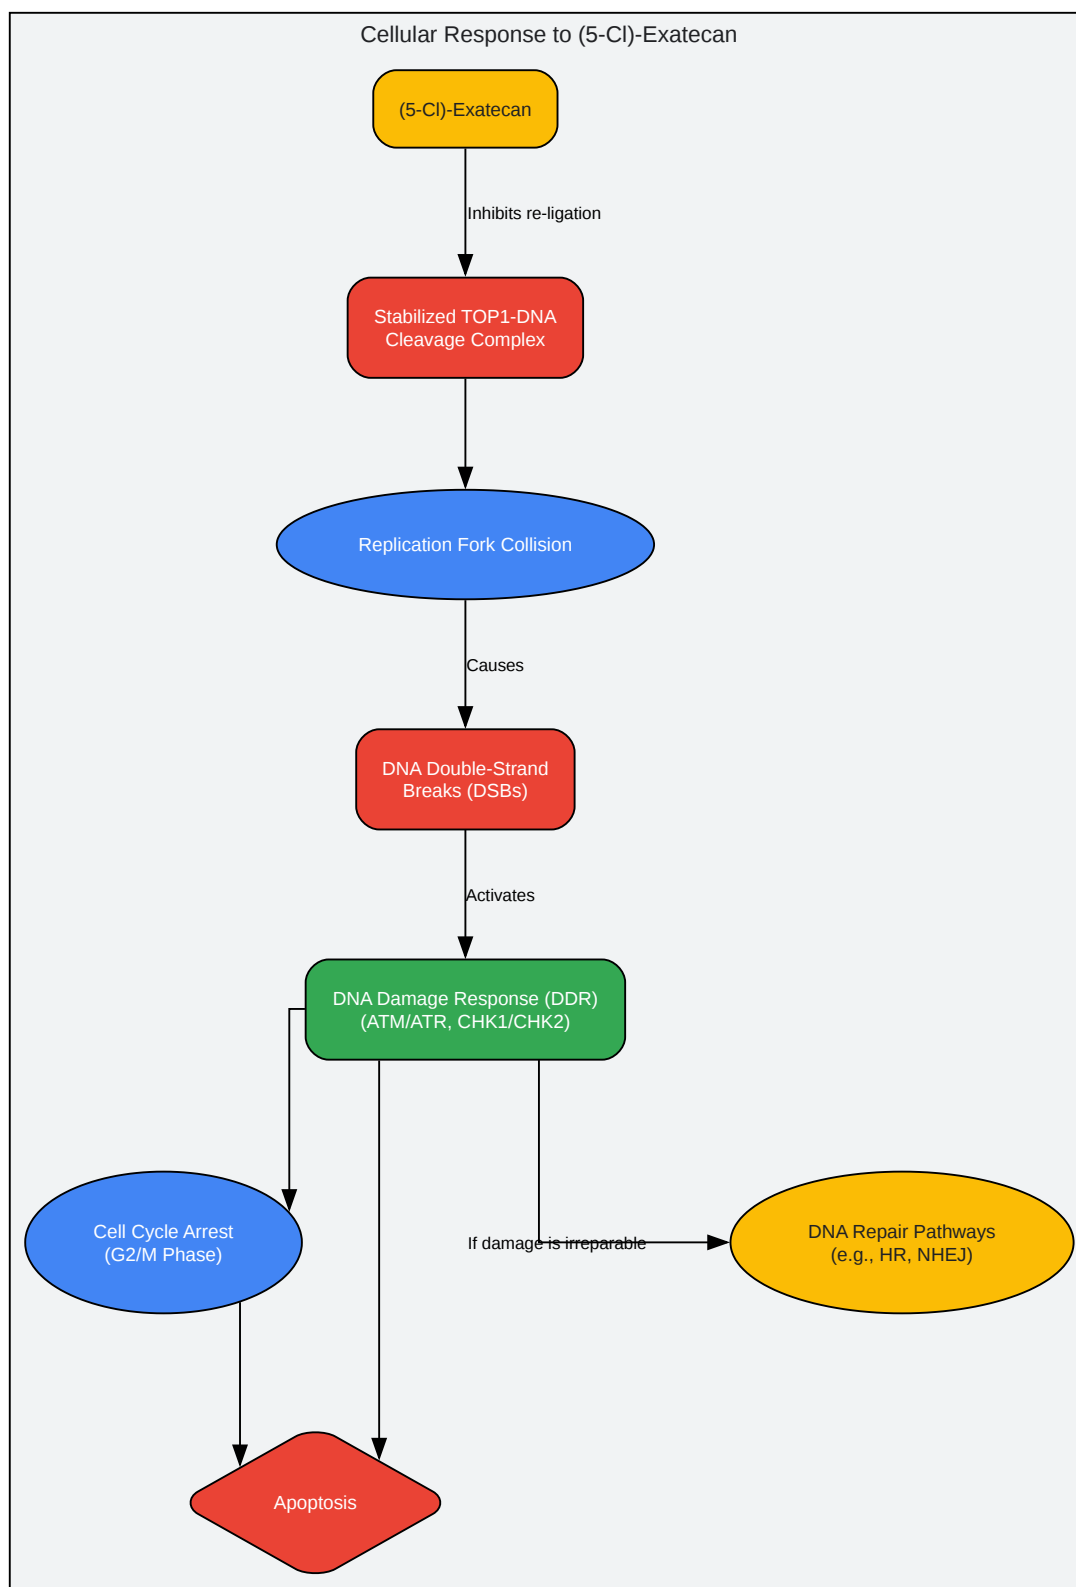 Cellular Response to (5-Cl)-Exatecan
(5-Cl)-Exatecan
Inhibits re-ligation
Stabilized TOP1-DNA
Cleavage Complex
Replication Fork Collision
Causes
DNA Double-Strand
Breaks (DSBs)
Activates
DNA Damage Response (DDR)
(ATM/ATR, CHK1/CHK2)
Cell Cycle Arrest
(G2/M Phase)
If damage is irreparable
DNA Repair Pathways
(e.g., HR, NHEJ)
Apoptosis